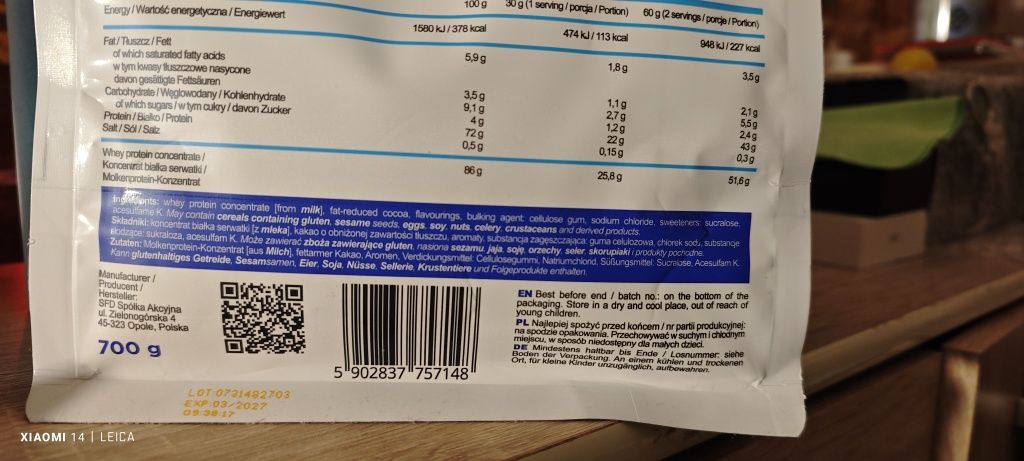 100 g 30 g (1 serving / porcja / Portion) 60 g (2 servings / porcje / Portion)
Energy / Wartość energetyczna / Energiewert 1580 kJ / 378 kcal 474 kJ / 113 kcal 948 kJ / 227 kcal
Fat / Tłuszcz / Fett 5,9 g 1,8 g 3,5 g
of which saturated fatty acids
w tym kwasy tłuszczowe nasycone
davon gesättigte Fettsäuren 3,5 g 1,1 g 2,1 g
Carbohydrate / Węglowodany / Kohlenhydrate 9,1 g 2,7 g 5,5 g
of which sugars / w tym cukry / davon Zucker 4 g 1,2 g 2,4 g
Protein / Białko / Protein 72 g 22 g 43 g
Salt / Sól / Salz 0,5 g 0,15 g 0,3 g
Whey protein concentrate /
Koncentrat białka serwatki /
Molkenprotein-Konzentrat 86 g 25,8 g 51,6 g
Ingredients: whey protein concentrate [from milk], fat-reduced cocoa, flavourings, bulking agent: cellulose gum, sodium chloride, sweeteners: sucralose,
acesulfame K. May contain cereals containing gluten, sesame seeds, eggs, soy, nuts, celery, crustaceans and derived products.
Składniki: koncentrat białka serwatki [z mleka], kakao o obniżonej zawartości tłuszczu, aromaty, substancja zagęszczająca: guma celulozowa, chlorek sodu, substancje
słodzące: sukraloza, acesulfam K. Może zawierać zboża zawierające gluten, nasiona sezamu, jaja, soję, orzechy, seler, skorupiaki i produkty pochodne.
Zutaten: Molkenprotein-Konzentrat [aus Milch], fettarmer Kakao, Aromen, Verdickungsmittel: Cellulosegummi, Natriumchlorid, Süßungsmittel: Sucralose, Acesulfam K.
Kann glutenhaltiges Getreide, Sesamsamen, Eier, Soja, Nüsse, Sellerie, Krustentiere und Folgeprodukte enthalten.
Manufacturer /
Producent /
Hersteller:
SFD Spółka Akcyjna
ul. Zielonogórska 4
45-323 Opole, Polska
700 g
5 902837 757148
EN Best before end / batch no.: on the bottom of the
packaging. Store in a dry and cool place, out of reach of
young children.
PL Najlepiej spożyć przed końcem / nr partii produkcyjnej:
na spodzie opakowania. Przechowywać w suchym i chłodnym
miejscu, w sposób niedostępny dla małych dzieci.
DE Mindestens haltbar bis Ende / Losnummer: siehe
Boden der Verpackung. An einem kühlen und trockenen
Ort, für kleine Kinder unzugänglich, aufbewahren.
LOT 0731482703
EXP 03/2027
09:38:17
XIAOMI 14 | LEICA